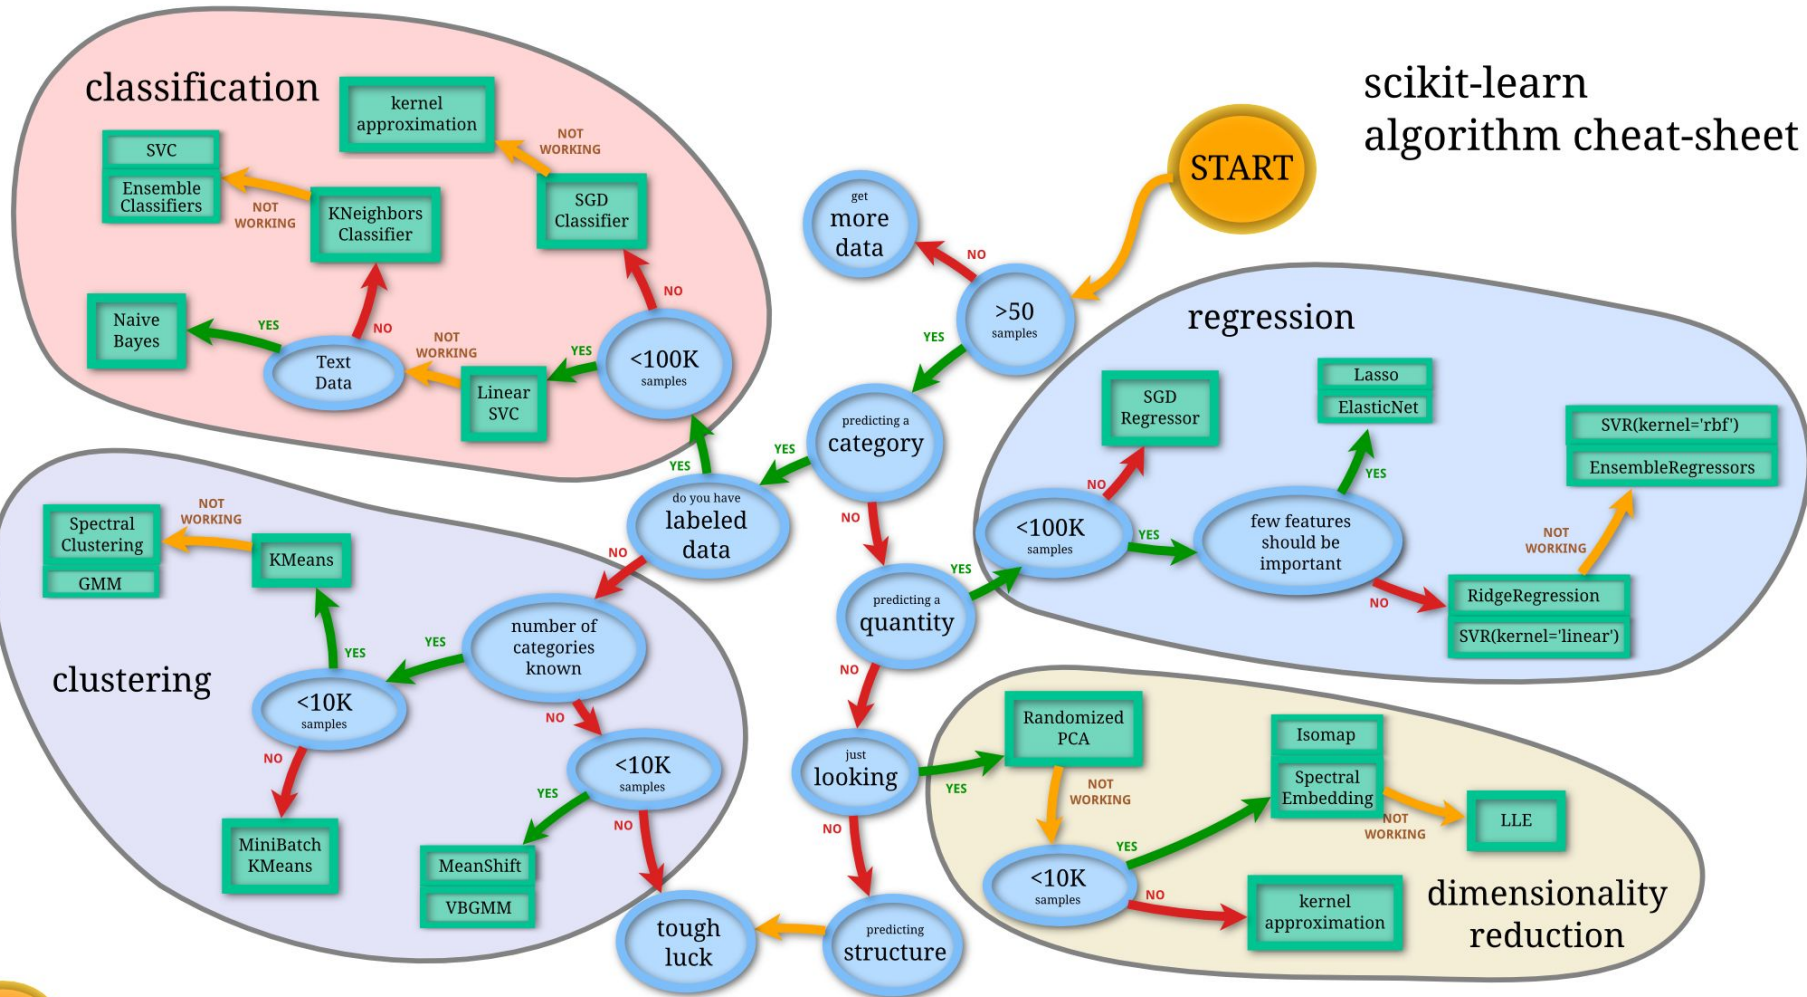 scikit-learn
algorithm cheat-sheet
START
classification
kernel
approximation
NOT
WORKING
SVC
Ensemble
Classifiers
NOT
WORKING
KNeighbors
Classifier
SGD
Classifier
NO
Naive
Bayes
YES
NO
Text
Data
NOT
WORKING
Linear
SVC
YES
<100K
samples
YES
get
more
data
NO
>50
samples
YES
predicting a
category
YES
NO
do you have
labeled
data
NO
predicting a
quantity
YES
NO
just
looking
YES
NO
predicting
structure
tough
luck
regression
SGD
Regressor
NO
<100K
samples
YES
few features
should be
important
YES
Lasso
ElasticNet
NO
RidgeRegression
SVR(kernel='linear')
NOT
WORKING
SVR(kernel='rbf')
EnsembleRegressors
clustering
Spectral
Clustering
GMM
NOT
WORKING
KMeans
YES
<10K
samples
YES
number of
categories
known
NO
NO
MiniBatch
KMeans
<10K
samples
YES
NO
MeanShift
VBGMM
dimensionality
reduction
Randomized
PCA
NOT
WORKING
<10K
samples
YES
NO
Isomap
Spectral
Embedding
NOT
WORKING
LLE
kernel
approximation